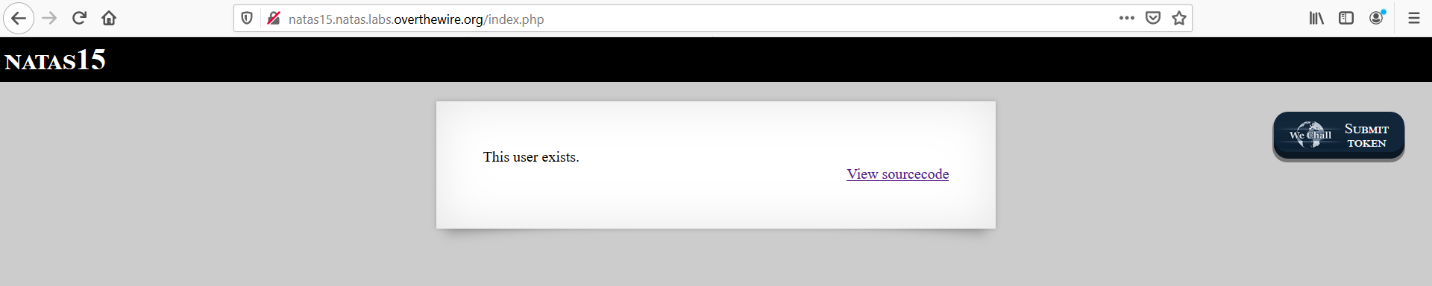 natas15.natas.labs.overthewire.org/index.php
NATAS15
This user exists.
We Chall
SUBMIT
TOKEN
View sourcecode